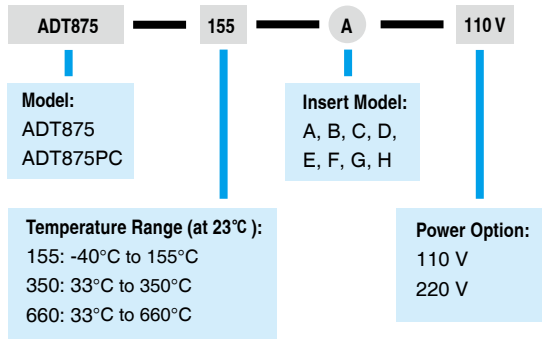 ADT875 155 A 110 V
Model:
ADT875
ADT875PC
Insert Model:
A, B, C, D,
E, F, G, H
Temperature Range (at 23℃ ):
155: -40°C to 155°C
350: 33°C to 350°C
660: 33°C to 660°C
Power Option:
110 V
220 V